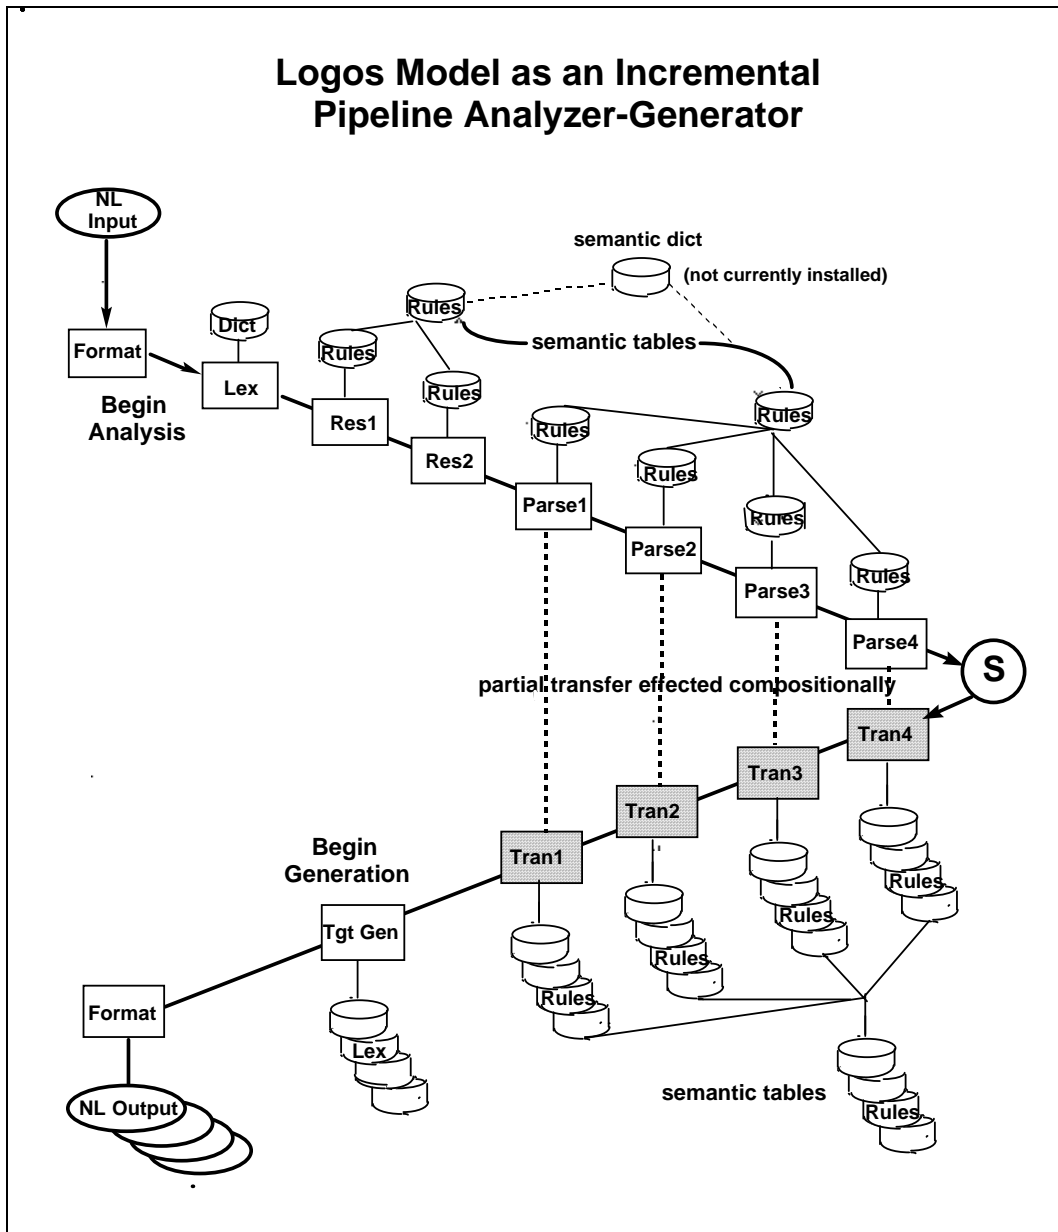 Logos Model as an Incremental
Pipeline Analyzer-Generator
NL
Input
semantic dict
(not currently installed)
Rules
Dict
Rules
semantic tables
Format
Lex
Rules
Rules
Rules
Begin
Analysis
Res1
Res2
Rules
Rules
Parse1
Parse2
Rules
Parse3
Parse4
S
partial transfer effected compositionally
Tran4
Tran3
Tran2
Begin
Generation
Tran1
Rules
Rules
Tgt Gen
Rules
Rules
Format
Lex
semantic tables
NL Output
Rules